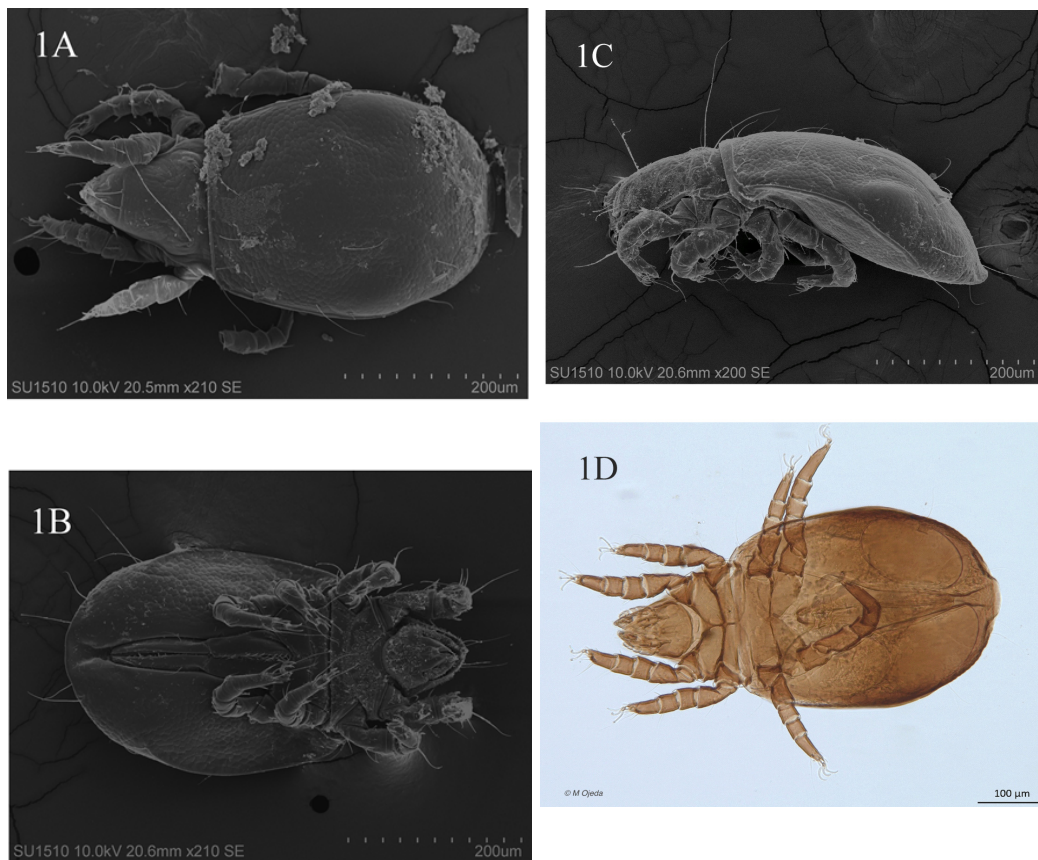 1A
SU1510 10.0kV 20.5mm x210 SE
200um
1C
SU1510 10.0kV 20.6mm x200 SE
200um
1B
SU1510 10.0kV 20.6mm x210 SE
200um
1D
© M Ojeda
100 µm